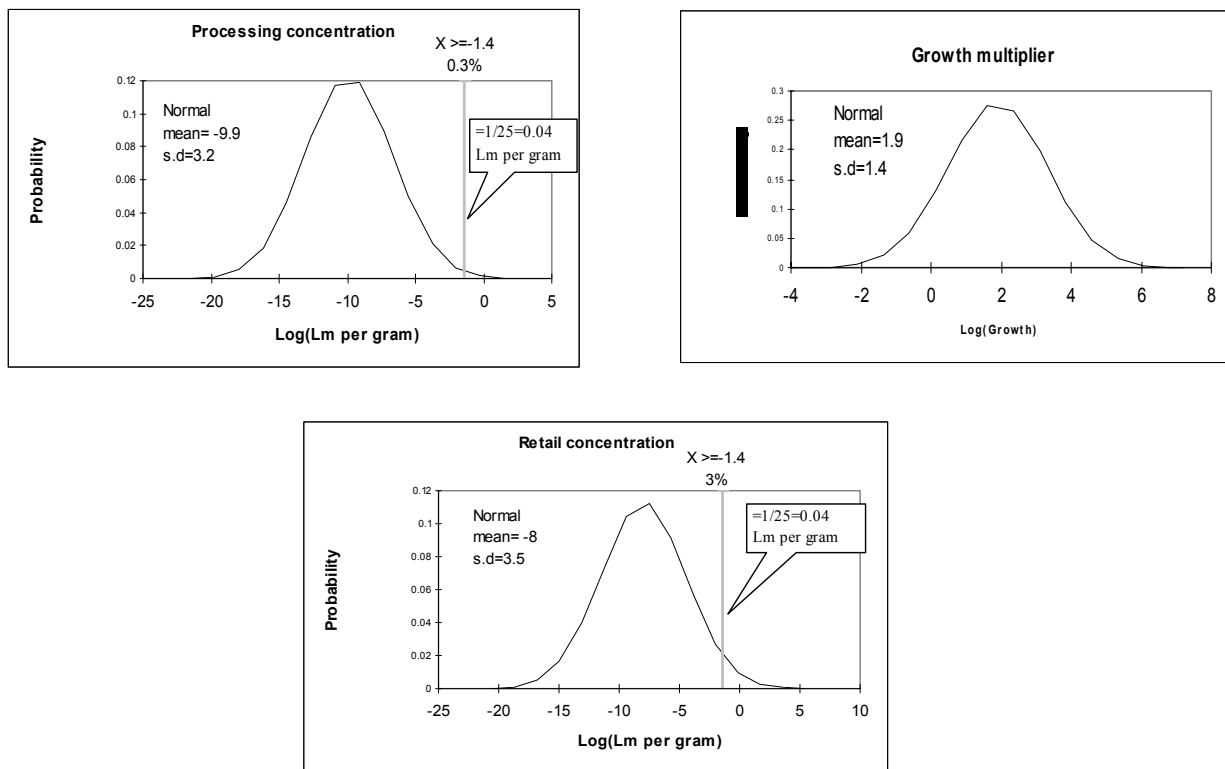 Processing concentration
X >=-1.4
0.3%
0.12
0.1
0.08
0.06
0.04
0.02
0
Normal
mean= -9.9
s.d=3.2
=1/25=0.04
Lm per gram
Probability
-25 -20 -15 -10 -5 0 5
Log(Lm per gram)
Growth multiplier
0.3
0.25
0.2
0.15
0.1
0.05
0
Normal
mean=1.9
s.d=1.4
-4 -2 0 2 4 6 8
Log(Growth)
Retail concentration
X >=-1.4
3%
0.12
0.1
0.08
0.06
0.04
0.02
0
Normal
mean= -8
s.d=3.5
=1/25=0.04
Lm per gram
Probability
-25 -20 -15 -10 -5 0 5 10
Log(Lm per gram)